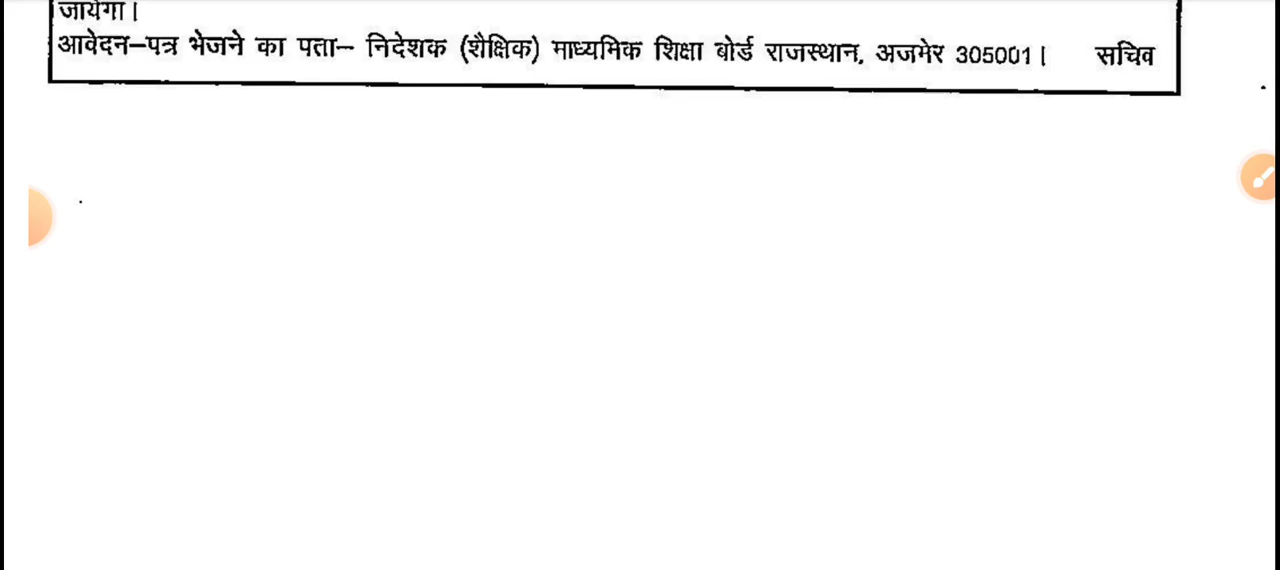 जायेगा।
आवेदन–पत्र भेजने का पता– निदेशक (शैक्षिक) माध्यमिक शिक्षा बोर्ड राजस्थान, अजमेर 305001। सचिव